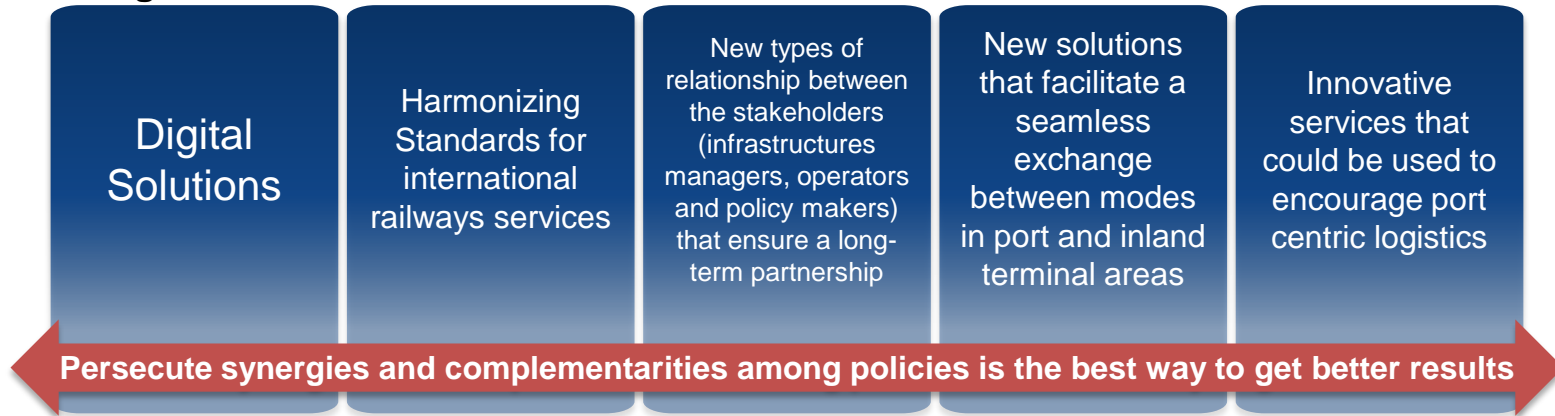 Digital
Solutions
Harmonizing
Standards for
international
railways services
New types of
relationship between
the stakeholders
(infrastructures
managers, operators
and policy makers)
that ensure a long-
term partnership
New solutions
that facilitate a
seamless
exchange
between modes
in port and inland
terminal areas
Innovative
services that
could be used to
encourage port
centric logistics
Persecute synergies and complementarities among policies is the best way to get better results